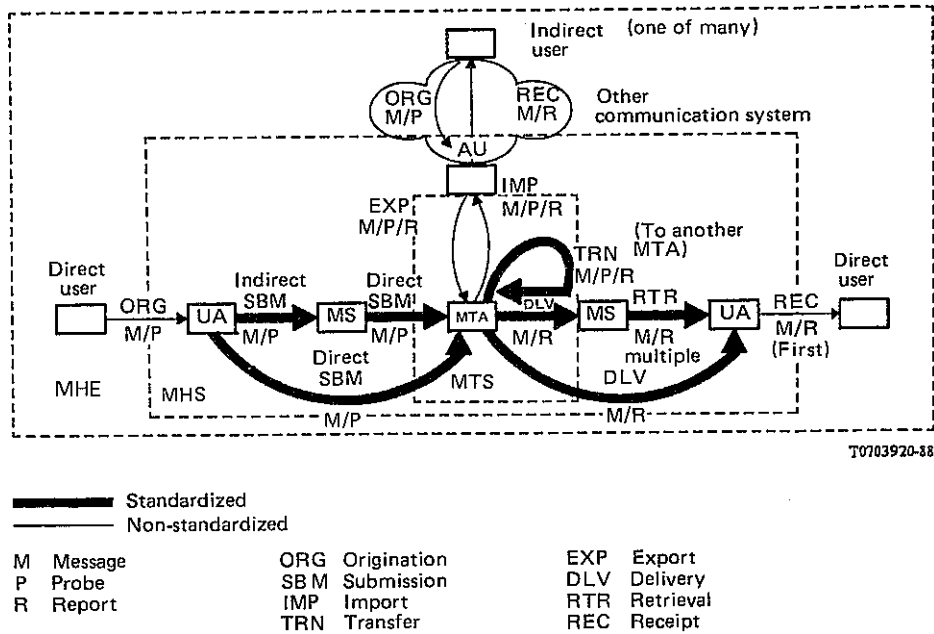 Indirect (one of many)
user
ORG
M/P
REC
M/R
Other
communication system
AU
IMP
M/P/R
EXP
M/P/R
(To another
MTA)
TRN
M/P/R
Direct
user
ORG
M/P
UA
Indirect
SBM
M/P
MS
Direct
SBM
M/P
MTA
DLV
M/R
MS
RTR
M/R
multiple
UA
REC
M/R
(First)
Direct
user
Direct
SBM
M/P
MTS
DLV
M/R
MHE
MHS
T0703920-88
Standardized
Non-standardized
M Message ORG Origination EXP Export
P Probe SBM Submission DLV Delivery
R Report IMP Import RTR Retrieval
TRN Transfer REC Receipt